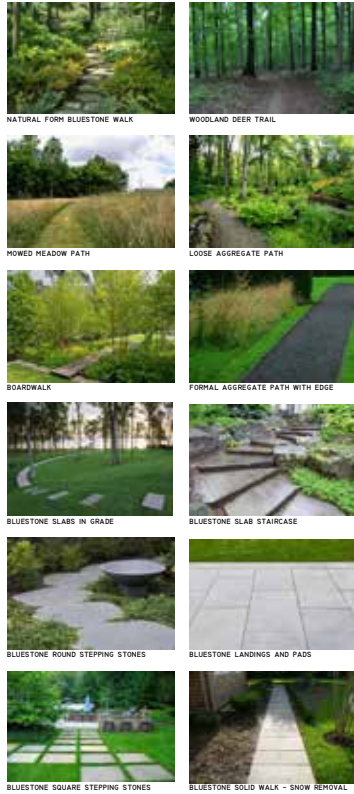 NATURAL FORM BLUESTONE WALK
WOODLAND DEER TRAIL
MOWED MEADOW PATH
LOOSE AGGREGATE PATH
BOARDWALK
FORMAL AGGREGATE PATH WITH EDGE
BLUESTONE SLABS IN GRADE
BLUESTONE SLAB STAIRCASE
BLUESTONE ROUND STEPPING STONES
BLUESTONE LANDINGS AND PADS
BLUESTONE SQUARE STEPPING STONES
BLUESTONE SOLID WALK - SNOW REMOVAL